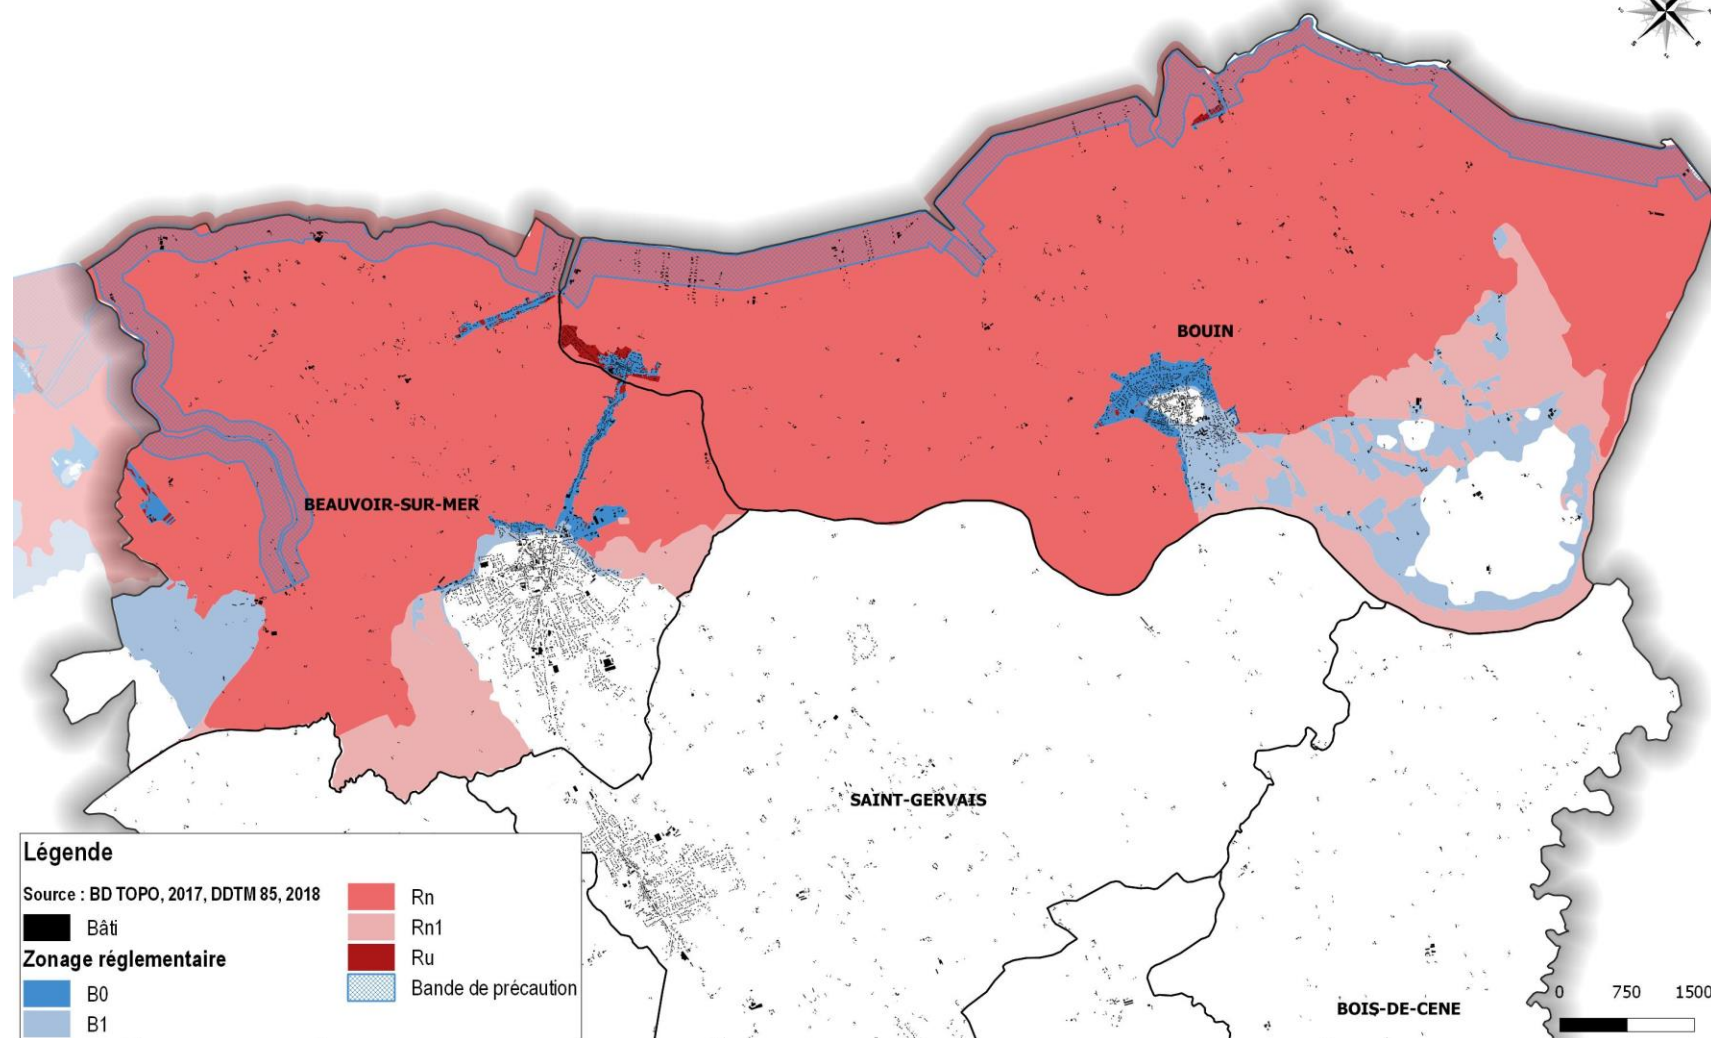 BOUIN
BEAUVOIR-SUR-MER
SAINT-GERVAIS
BOIS-DE-CENE
Légende
Source : BD TOPO, 2017, DDTM 85, 2018
Bâti
Zonage réglementaire
B0
B1
Rn
Rn1
Ru
Bande de précaution
0 750 1500